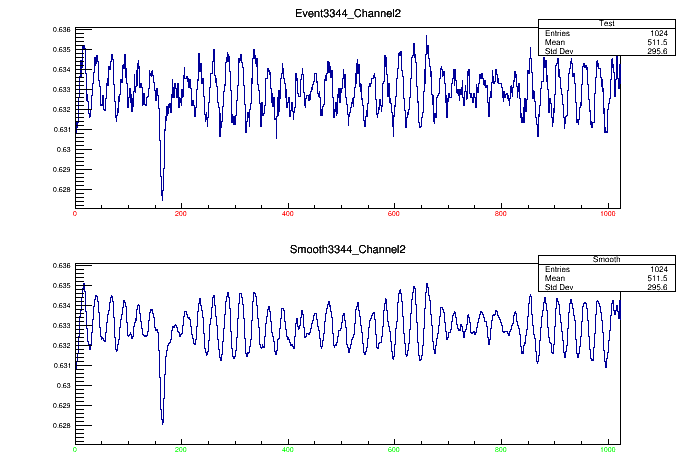 Event3344_Channel2
Test
Entries 1024
Mean 511.5
Std Dev 295.6
0.636
0.635
0.634
0.633
0.632
0.631
0.63
0.629
0.628
0 200 400 600 800 1000
Smooth3344_Channel2
Smooth
Entries 1024
Mean 511.5
Std Dev 295.6
0.636
0.635
0.634
0.633
0.632
0.631
0.63
0.629
0.628
0 200 400 600 800 1000